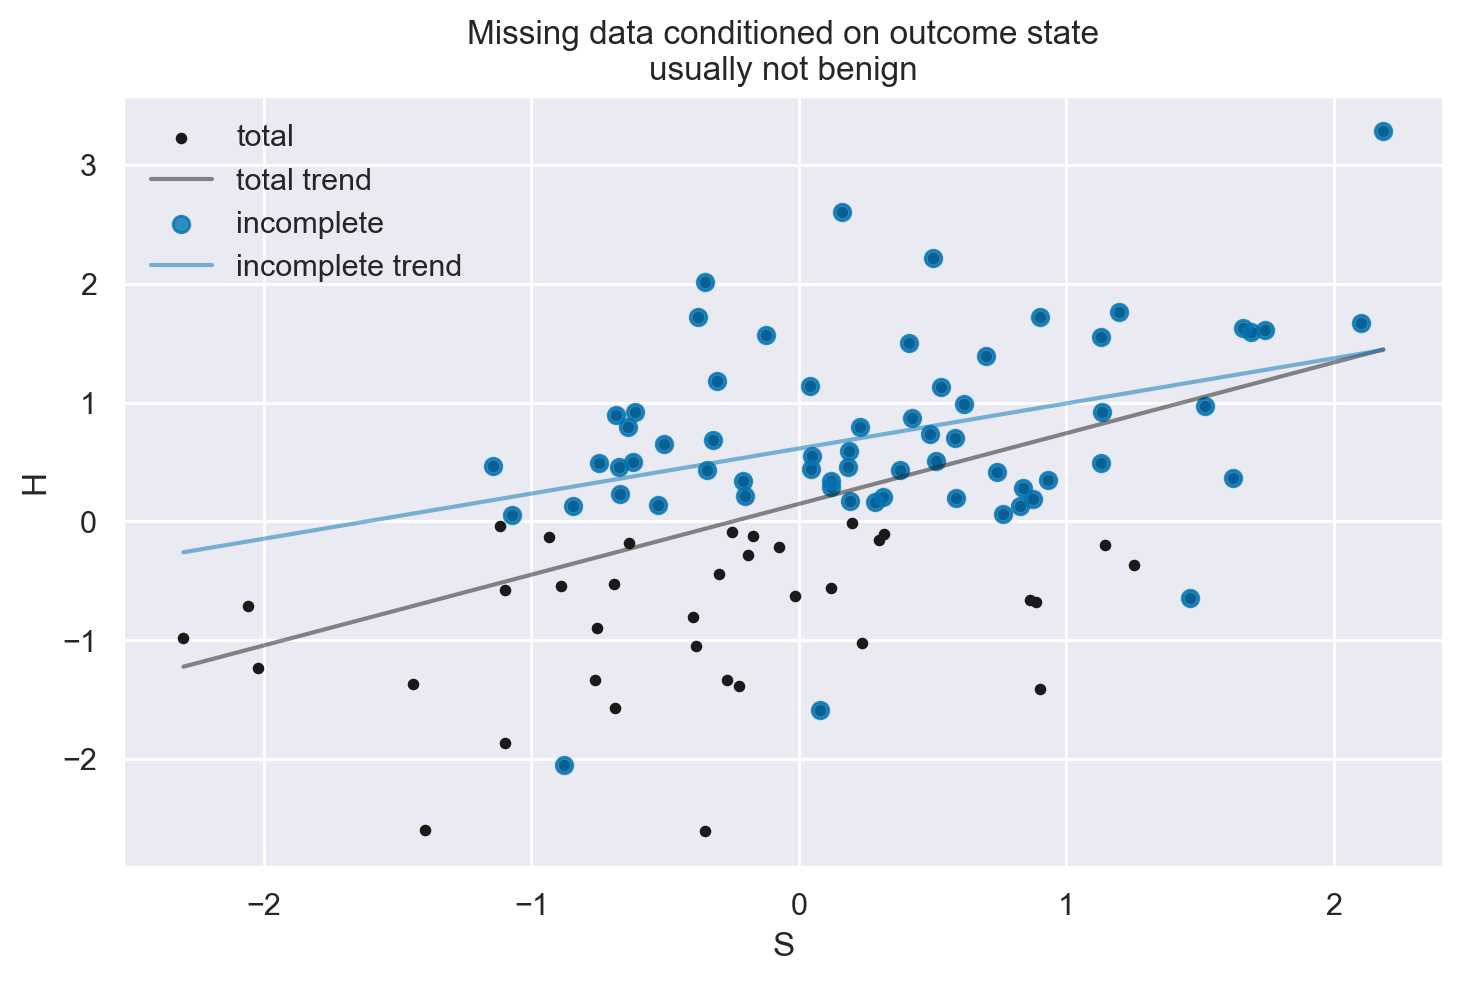 Missing data conditioned on outcome state
usually not benign
total
total trend
incomplete
incomplete trend
3
2
1
0
−1
−2
H
−2
−1
0
1
2
S